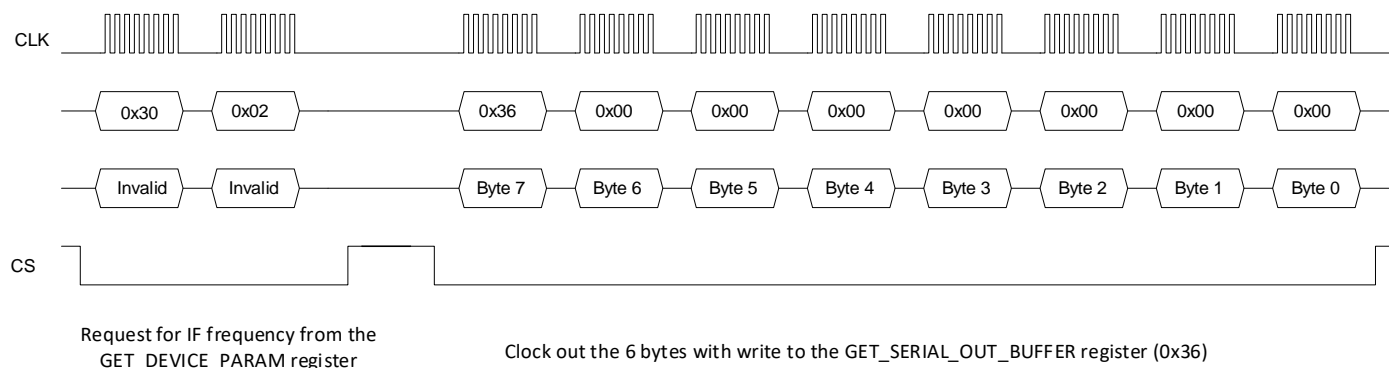 CLK
0x30 0x02 0x36 0x00 0x00 0x00 0x00 0x00 0x00 0x00
Invalid Invalid Byte 7 Byte 6 Byte 5 Byte 4 Byte 3 Byte 2 Byte 1 Byte 0
CS
Request for IF frequency from the
GET_DEVICE_PARAM register
Clock out the 6 bytes with write to the GET_SERIAL_OUT_BUFFER register (0x36)